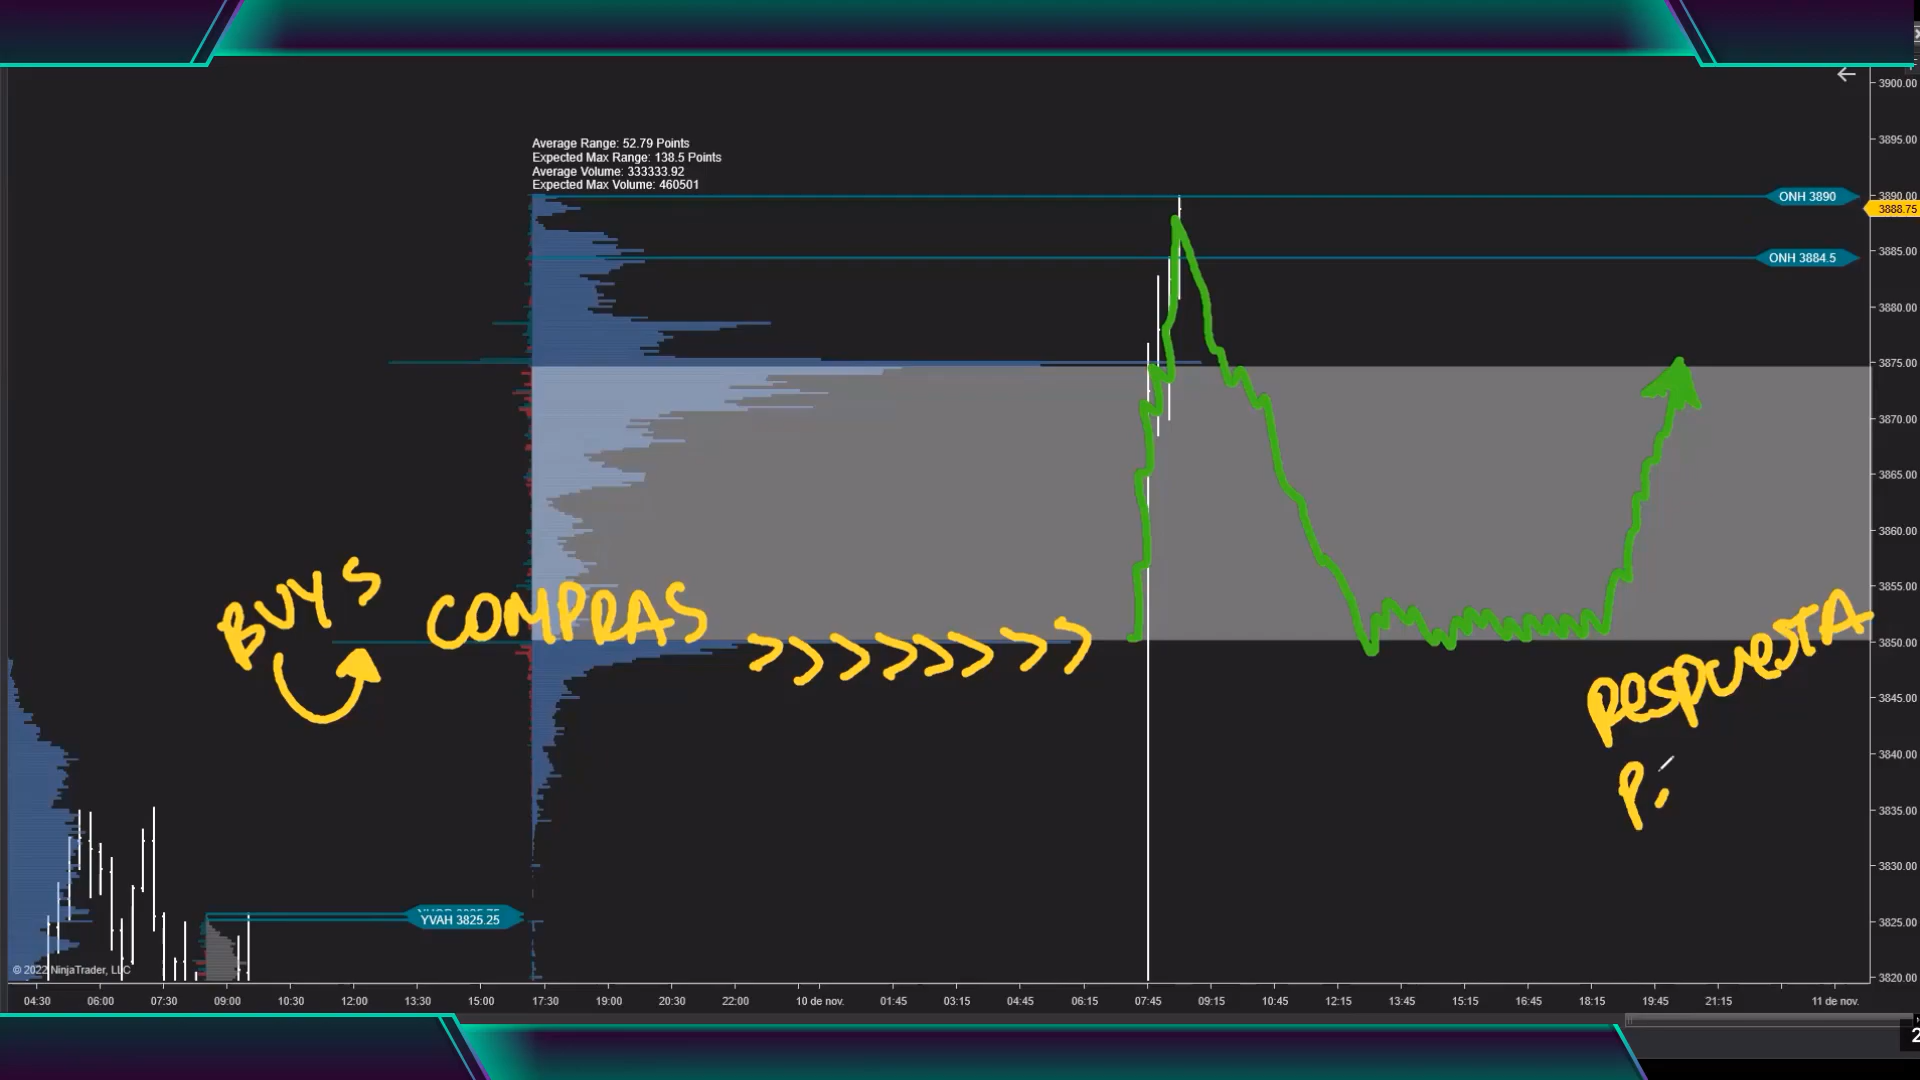 3900.00
Average Range: 52.79 Points
Expected Max Range: 138.5 Points
Average Volume: 333333.92
Expected Max Volume: 460501
3895.00
ONH 3890
3890.00
3888.75
3885.00
ONH 3884.5
3880.00
3875.00
3870.00
3865.00
3860.00
3855.00
BUYS
COMPRAS
>>>>>>>>
3850.00
RESPUESTA
3845.00
P
3840.00
3835.00
3830.00
3825.00
YVAH 3825.25
3820.00
© 2022 NinjaTrader, LLC
04:30 06:00 07:30 09:00 10:30 12:00 13:30 15:00 17:30 19:00 20:30 22:00 10 de nov. 01:45 03:15 04:45 06:15 07:45 09:15 10:45 12:15 13:45 15:15 16:45 18:15 19:45 21:15 11 de nov.